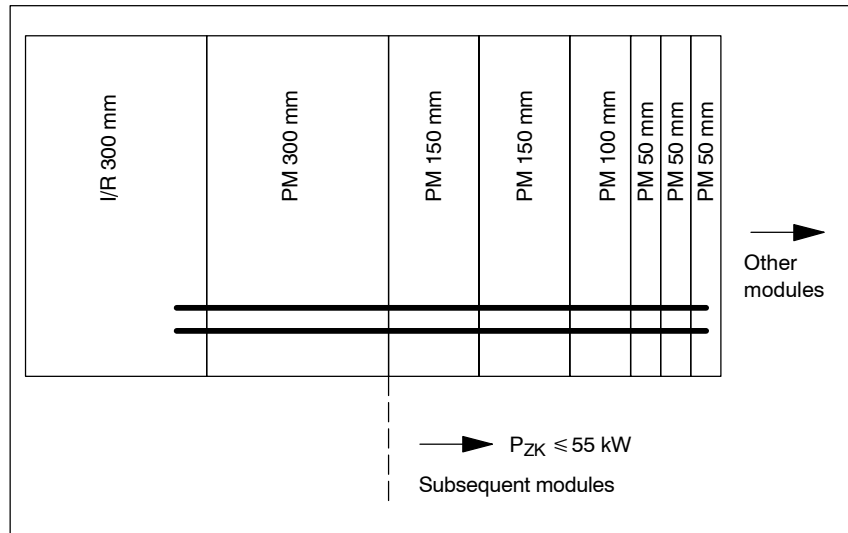 I/R 300 mm
PM 300 mm
PM 150 mm
PM 150 mm
PM 100 mm
PM 50 mm
PM 50 mm
PM 50 mm
Other
modules
PZK ⩽ 55 kW
Subsequent modules